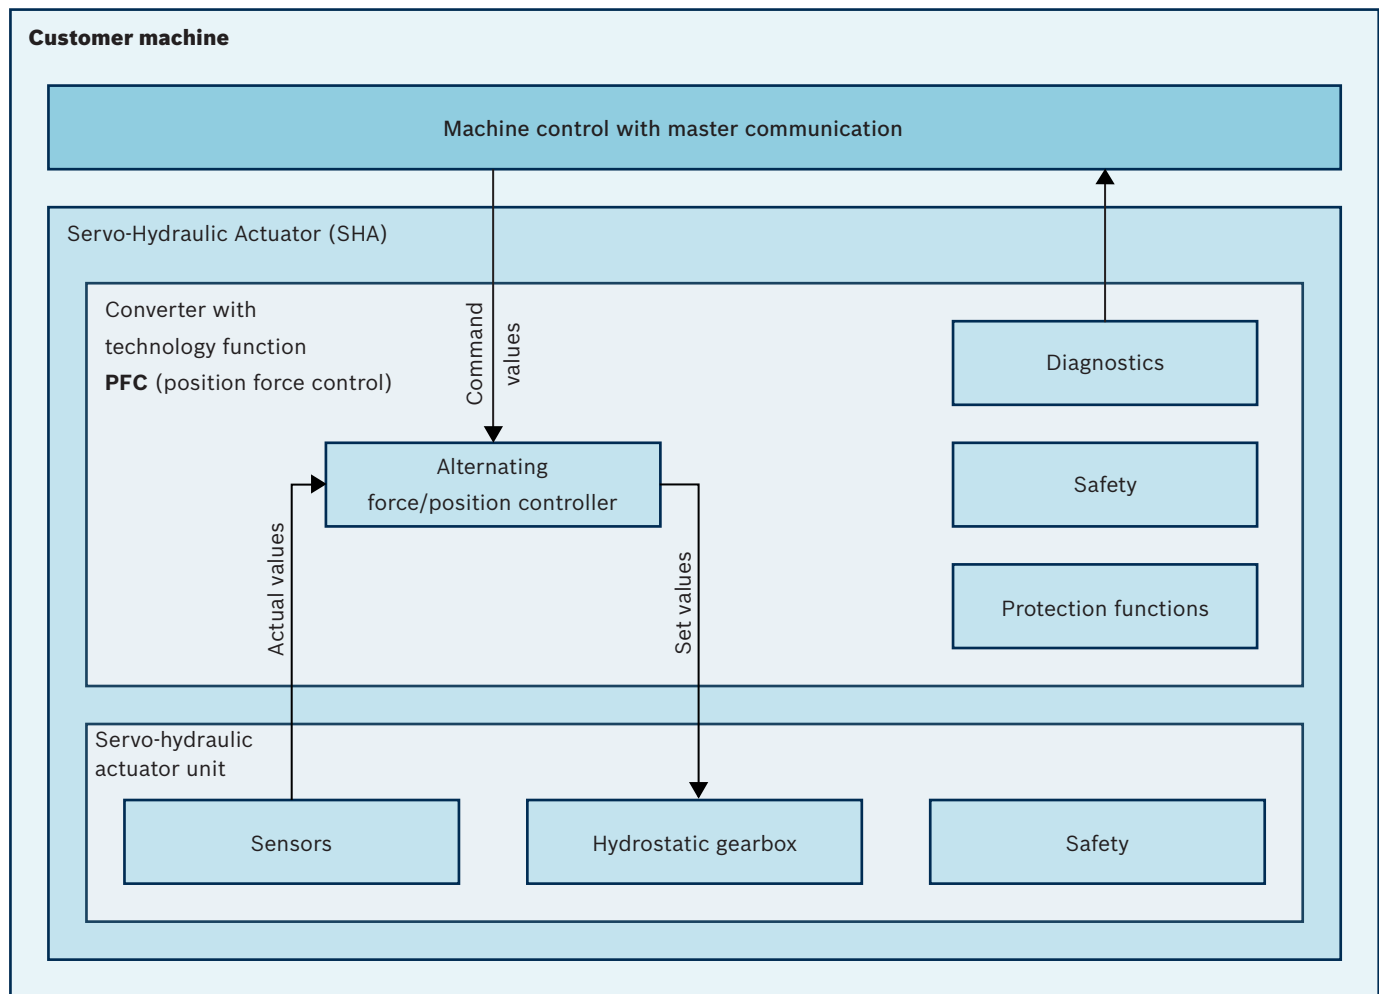 Customer machine
Machine control with master communication
Servo-Hydraulic Actuator (SHA)
Converter with
technology function
PFC (position force control)
Command
values
Diagnostics
Alternating
force/position controller
Safety
Actual values
Set values
Protection functions
Servo-hydraulic
actuator unit
Sensors
Hydrostatic gearbox
Safety